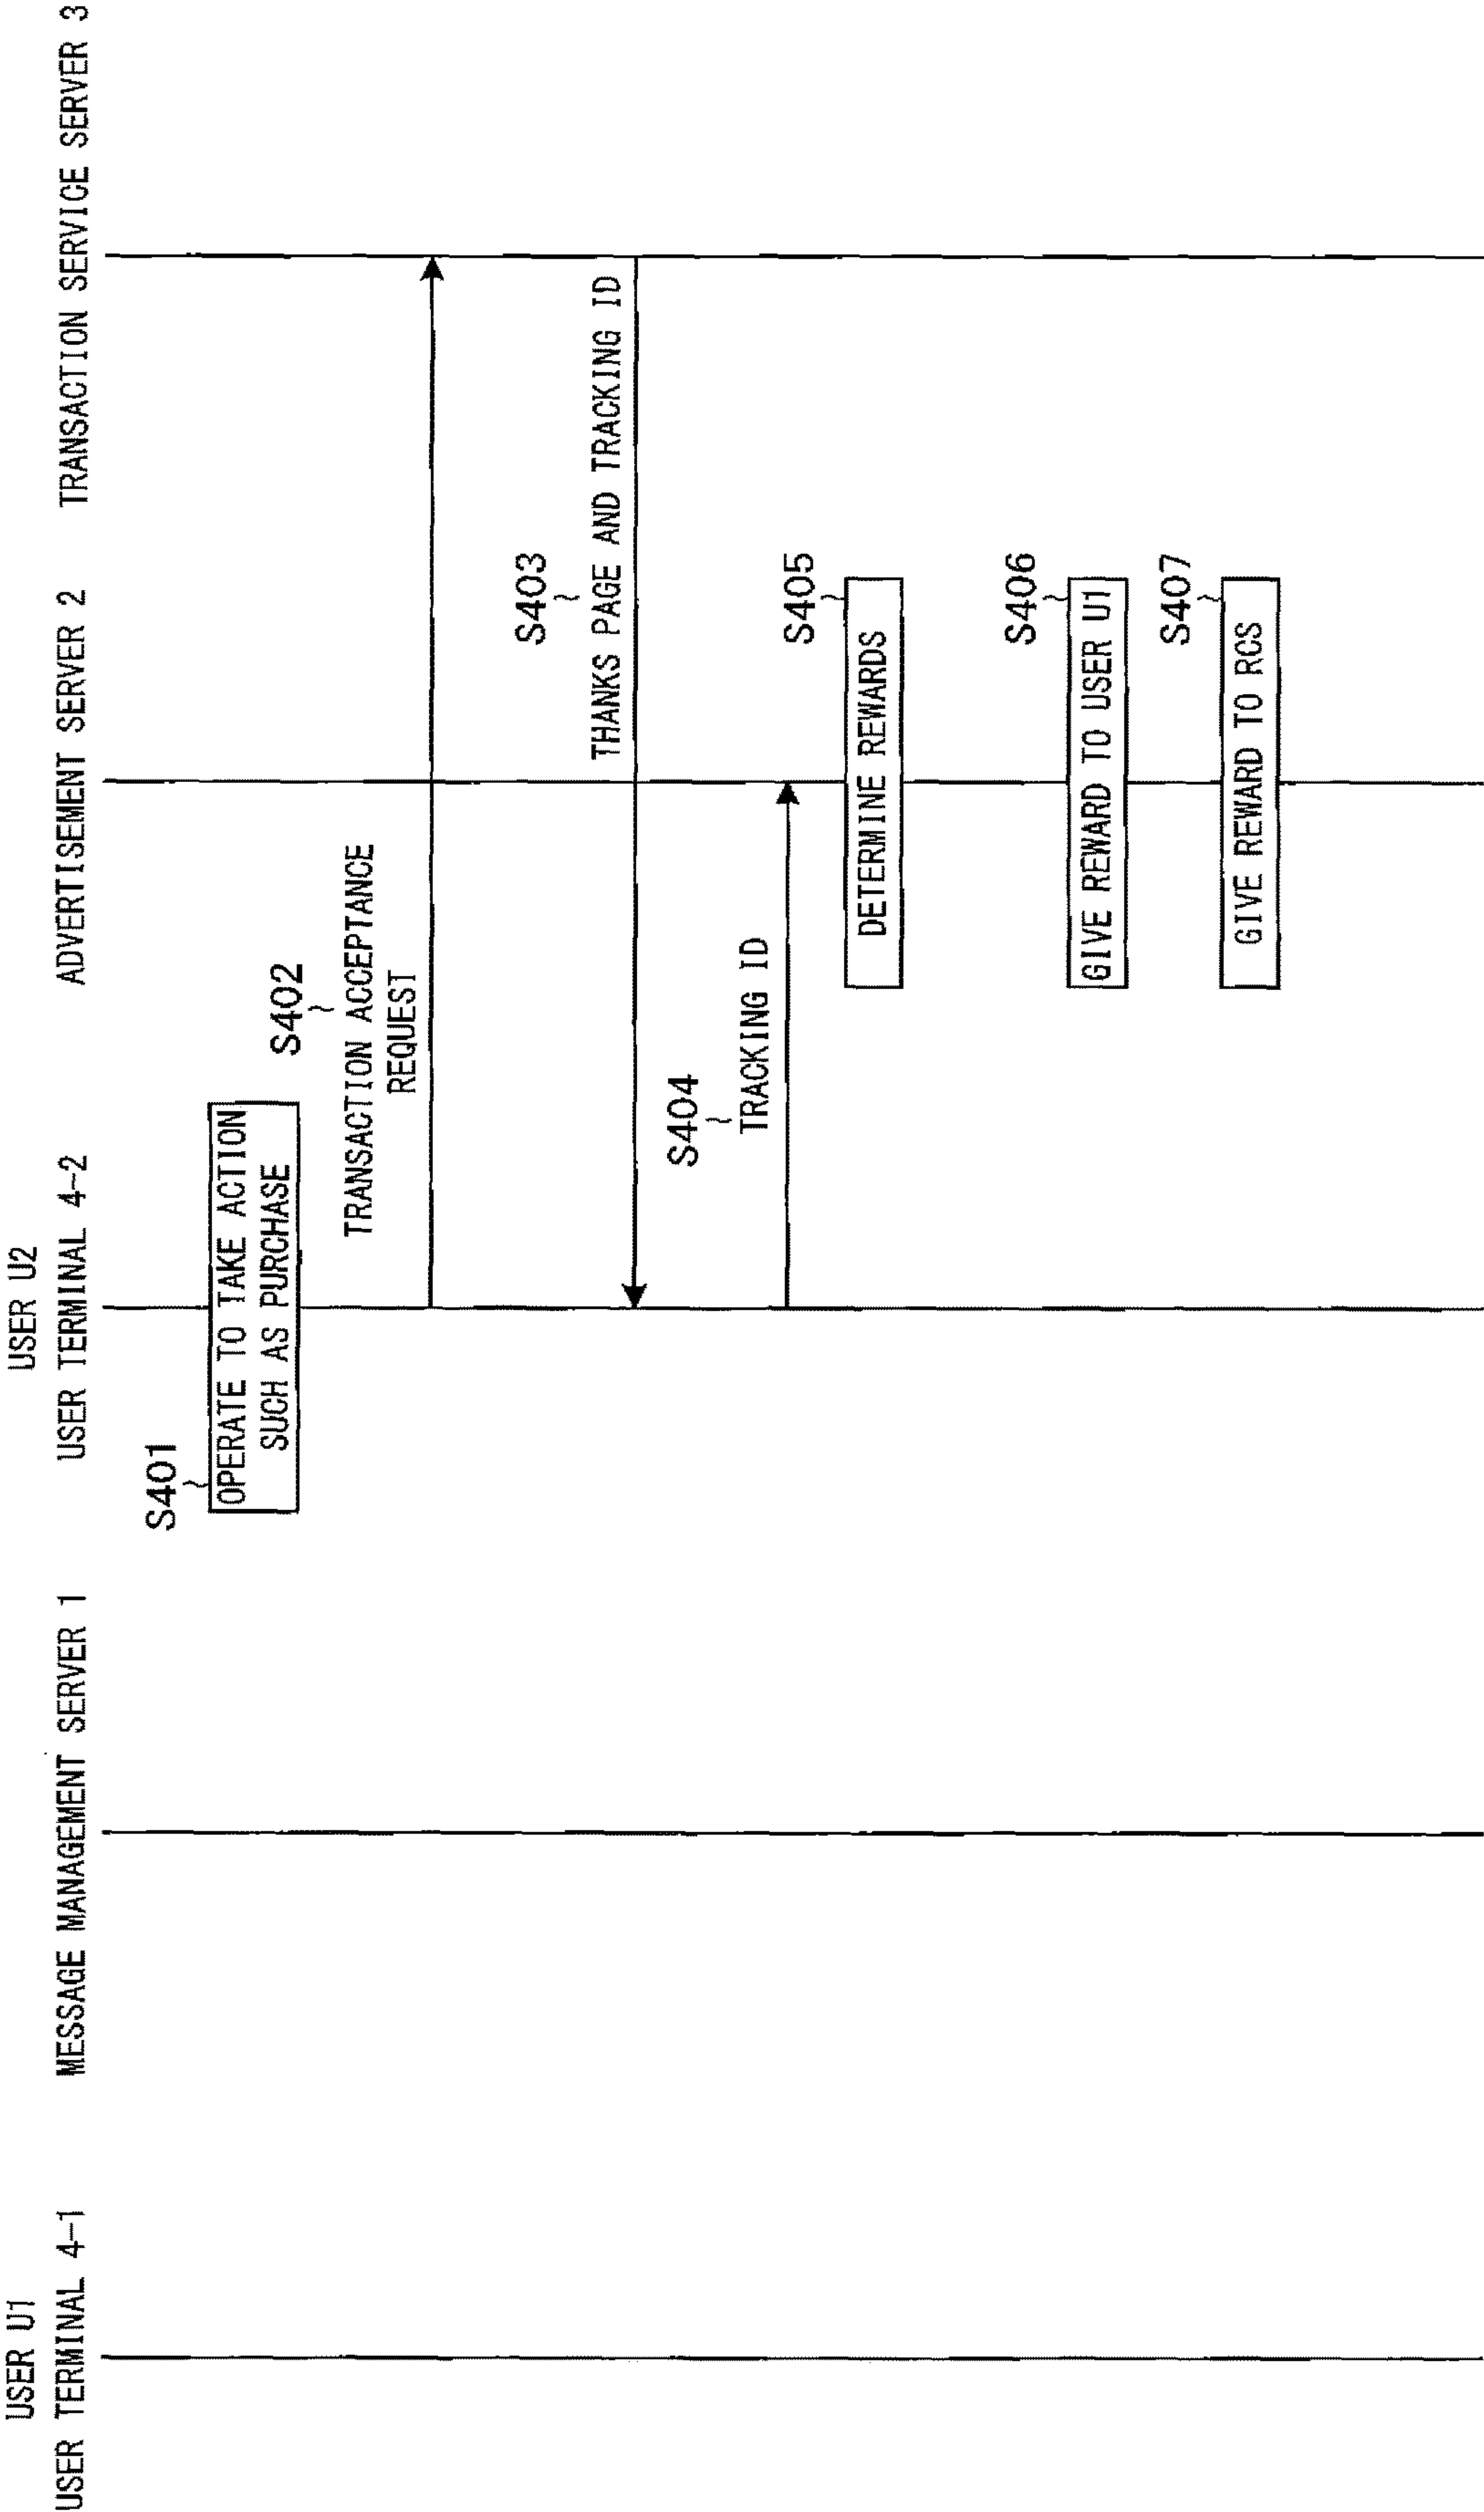 USER U1
USER TERMINAL 4-1
MESSAGE MANAGEMENT SERVER 1
USER U2
USER TERMINAL 4-2
ADVERTISEMENT SERVER 2
TRANSACTION SERVICE SERVER 3
S401
OPERATE TO TAKE ACTION
SUCH AS PURCHASE
S402
TRANSACTION ACCEPTANCE
REQUEST
S403
THANKS PAGE AND TRACKING ID
S404
TRACKING ID
S405
DETERMINE REWARDS
S406
GIVE REWARD TO USER U1
S407
GIVE REWARD TO RCS